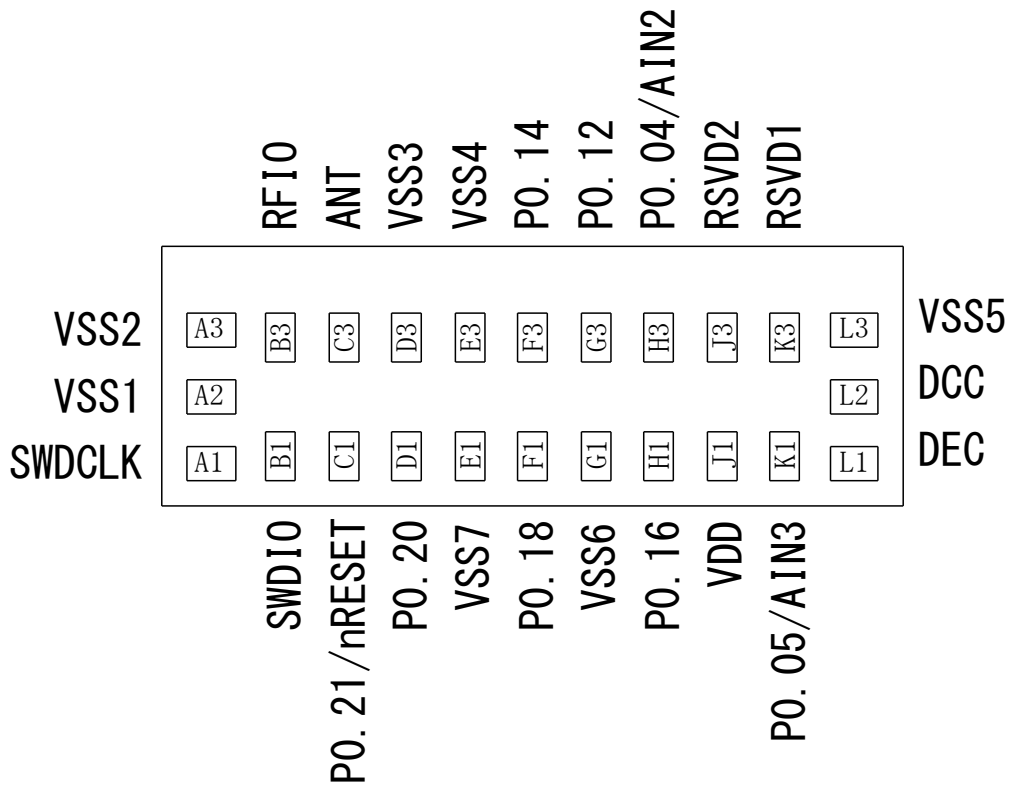 RFIO
ANT
VSS3
VSS4
P0.14
P0.12
P0.04/AIN2
RSVD2
RSVD1
VSS2
A3
B3
C3
D3
E3
F3
G3
H3
J3
K3
L3
VSS5
VSS1
A2
L2
DCC
SWDCLK
A1
B1
C1
D1
E1
F1
G1
H1
J1
K1
L1
DEC
SWDIO
P0.21/nRESET
P0.20
VSS7
P0.18
VSS6
P0.16
VDD
P0.05/AIN3